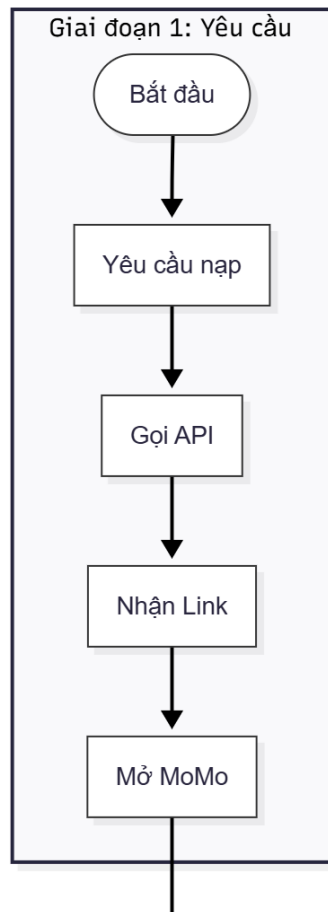 Giai đoạn 1: Yêu cầu
Bắt đầu
Yêu cầu nạp
Gọi API
Nhận Link
Mở MoMo